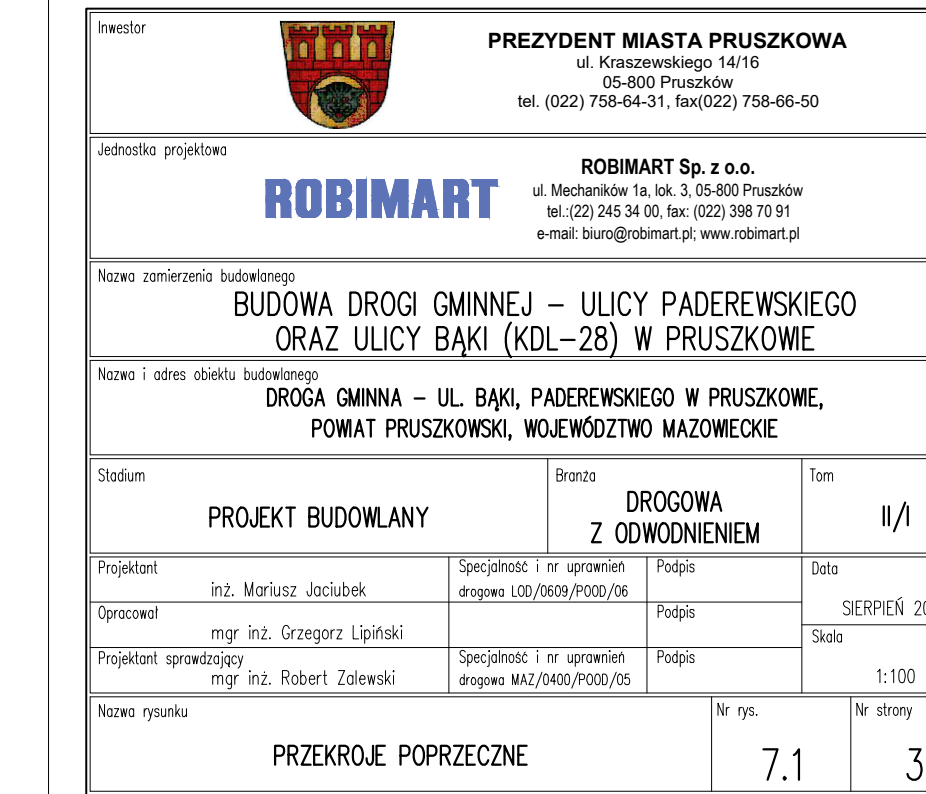 Inwestor
PREZYDENT MIASTA PRUSZKOWA
ul. Kraszewskiego 14/16
05-800 Pruszków
tel. (022) 758-64-31, fax(022) 758-66-50
Jednostka projektowa
ROBIMART
ROBIMART Sp. z o.o.
ul. Mechaników 1a, lok. 3, 05-800 Pruszków
tel.:(22) 245 34 00, fax: (022) 398 70 91
e-mail: biuro@robimart.pl; www.robimart.pl
Nazwa zamierzenia budowlanego
BUDOWA DROGI GMINNEJ – ULICY PADEREWSKIEGO
ORAZ ULICY BĄKI (KDL–28) W PRUSZKOWIE
Nazwa i adres obiektu budowlanego
DROGA GMINNA – UL. BĄKI, PADEREWSKIEGO W PRUSZKOWIE,
POWIAT PRUSZKOWSKI, WOJEWÓDZTWO MAZOWIECKIE
Stadium
PROJEKT BUDOWLANY
Branża
DROGOWA
Z ODWODNIENIEM
Tom
II/I
Projektant
inż. Mariusz Jaciubek
Specjalność i nr uprawnień
drogowa LOD/0609/POOD/06
Podpis
Data
SIERPIEŃ 20
Opracował
mgr inż. Grzegorz Lipiński
Podpis
Skala
1:100
Projektant sprawdzający
mgr inż. Robert Zalewski
Specjalność i nr uprawnień
drogowa MAZ/0400/POOD/05
Podpis
Nazwa rysunku
PRZEKROJE POPRZECZNE
Nr rys.
7.1
Nr strony
3